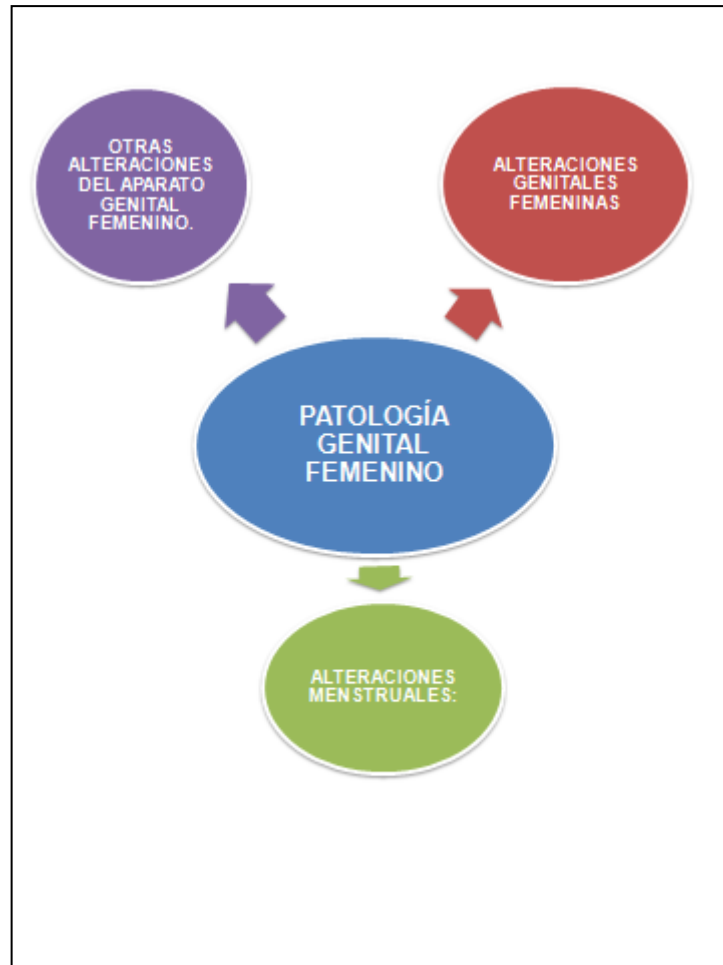 OTRAS
ALTERACIONES
DEL APARATO
GENITAL
FEMENINO.
ALTERACIONES
GENITALES
FEMENINAS
PATOLOGÍA
GENITAL
FEMENINO
ALTERACIONES
MENSTRUALES: